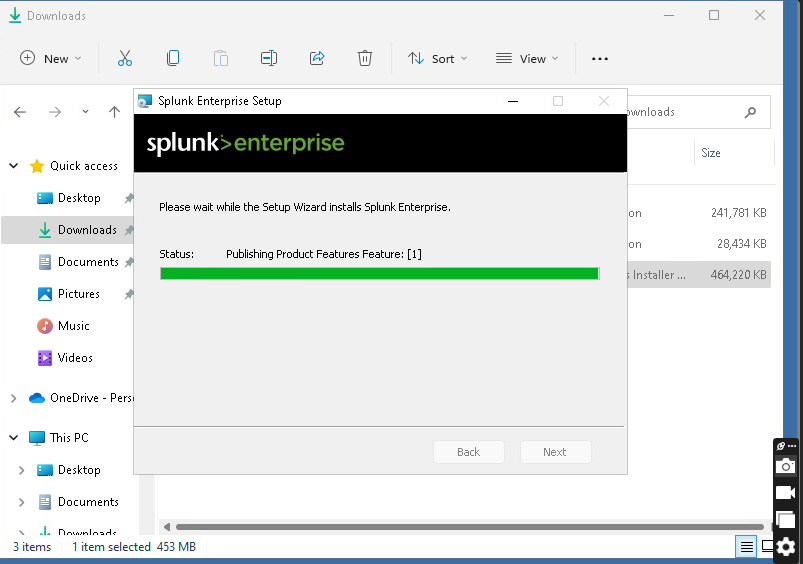 Downloads
New
Sort
View
Splunk Enterprise Setup
ownloads
splunk>enterprise
Size
Quick access
Desktop
Please wait while the Setup Wizard installs Splunk Enterprise.
on 241,781 KB
Downloads
on 28,434 KB
Status: Publishing Product Features Feature: [1]
Documents
s Installer ... 464,220 KB
Pictures
Music
Videos
OneDrive - Pers
This PC
Back Next
Desktop
Documents
Downloads
3 items 1 item selected 453 MB